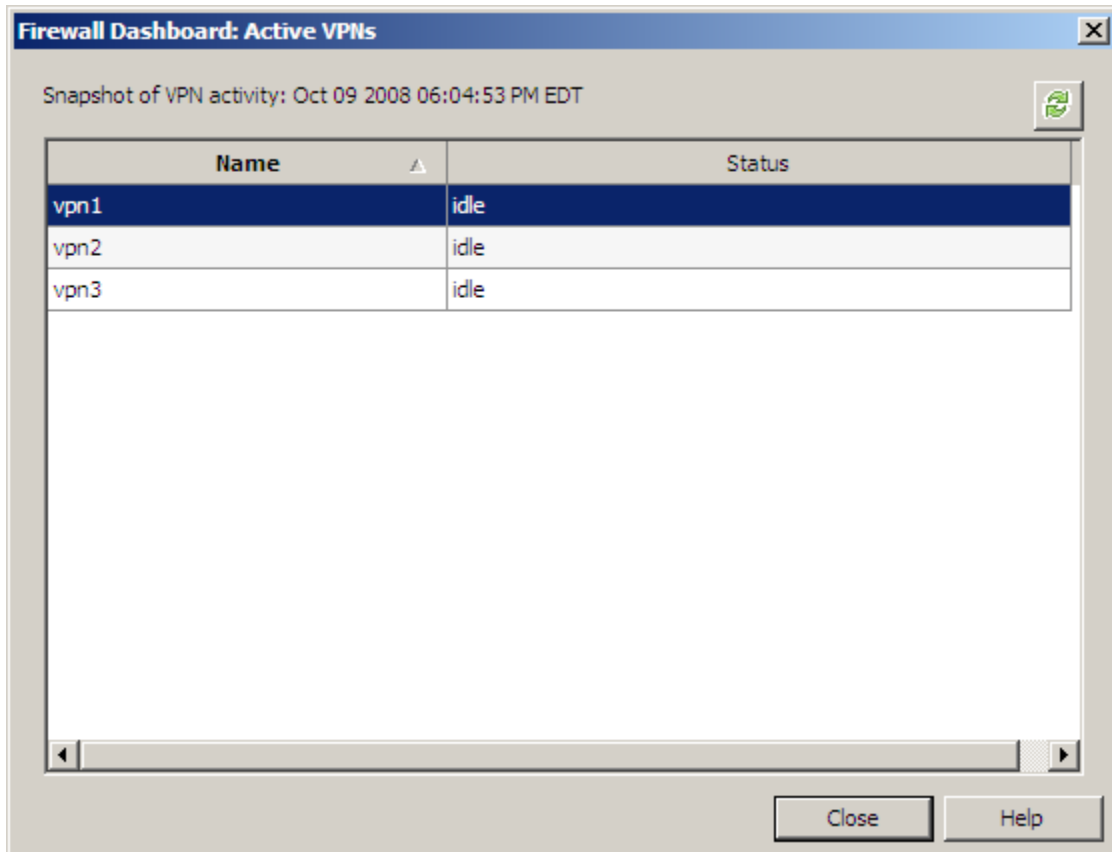 Firewall Dashboard: Active VPNs
Snapshot of VPN activity: Oct 09 2008 06:04:53 PM EDT
Name Status
vpn1 idle
vpn2 idle
vpn3 idle
Close Help